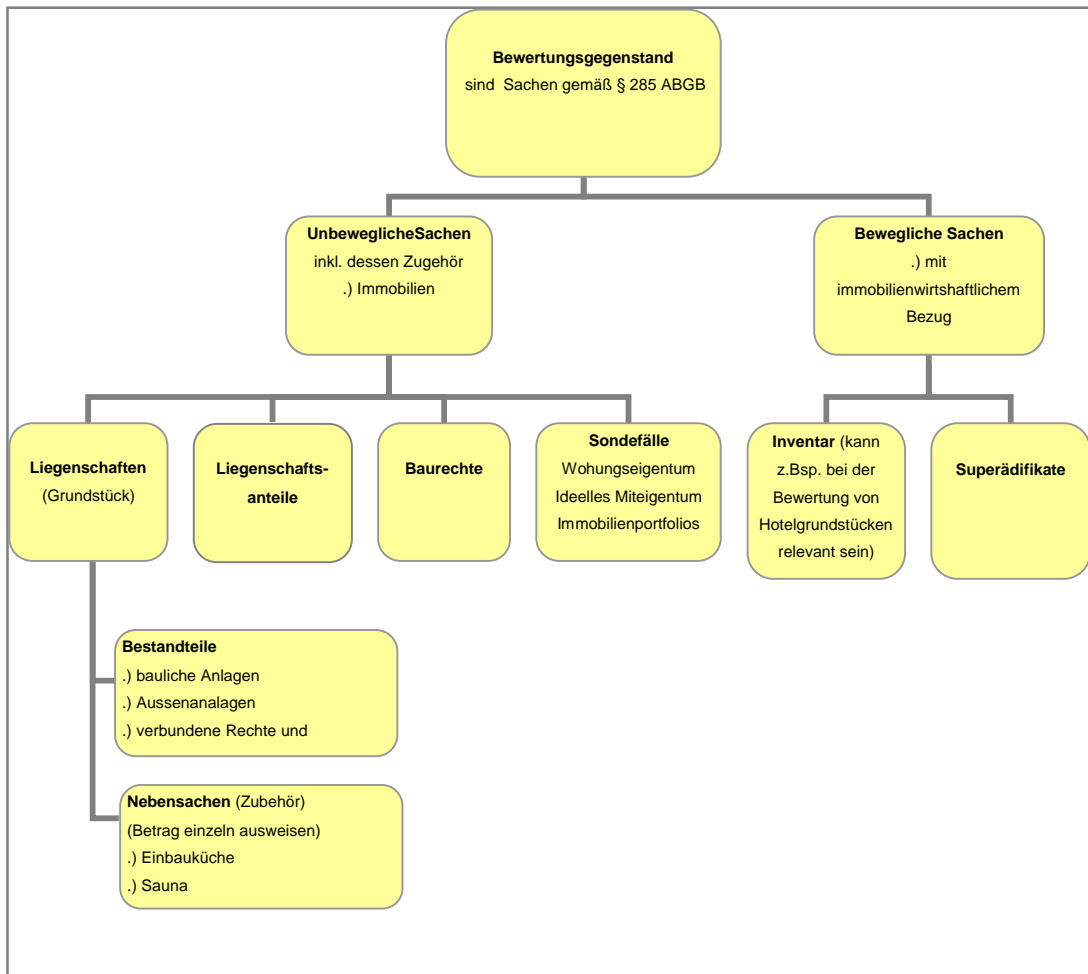 Bewertungsgegenstand
sind Sachen gemäß § 285 ABGB
UnbeweglicheSachen
inkl. dessen Zugehör
.) Immobilien
Bewegliche Sachen
.) mit
immobilienwirtshaftlichem
Bezug
Liegenschaften
(Grundstück)
Liegenschafts-
anteile
Baurechte
Sondefälle
Wohungseigentum
Ideelles Miteigentum
Immobilienportfolios
Inventar (kann
z.Bsp. bei der
Bewertung von
Hotelgrundstücken
relevant sein)
Superädifikate
Bestandteile
.) bauliche Anlagen
.) Aussenanalagen
.) verbundene Rechte und
Nebensachen (Zubehör)
(Betrag einzeln ausweisen)
.) Einbauküche
.) Sauna